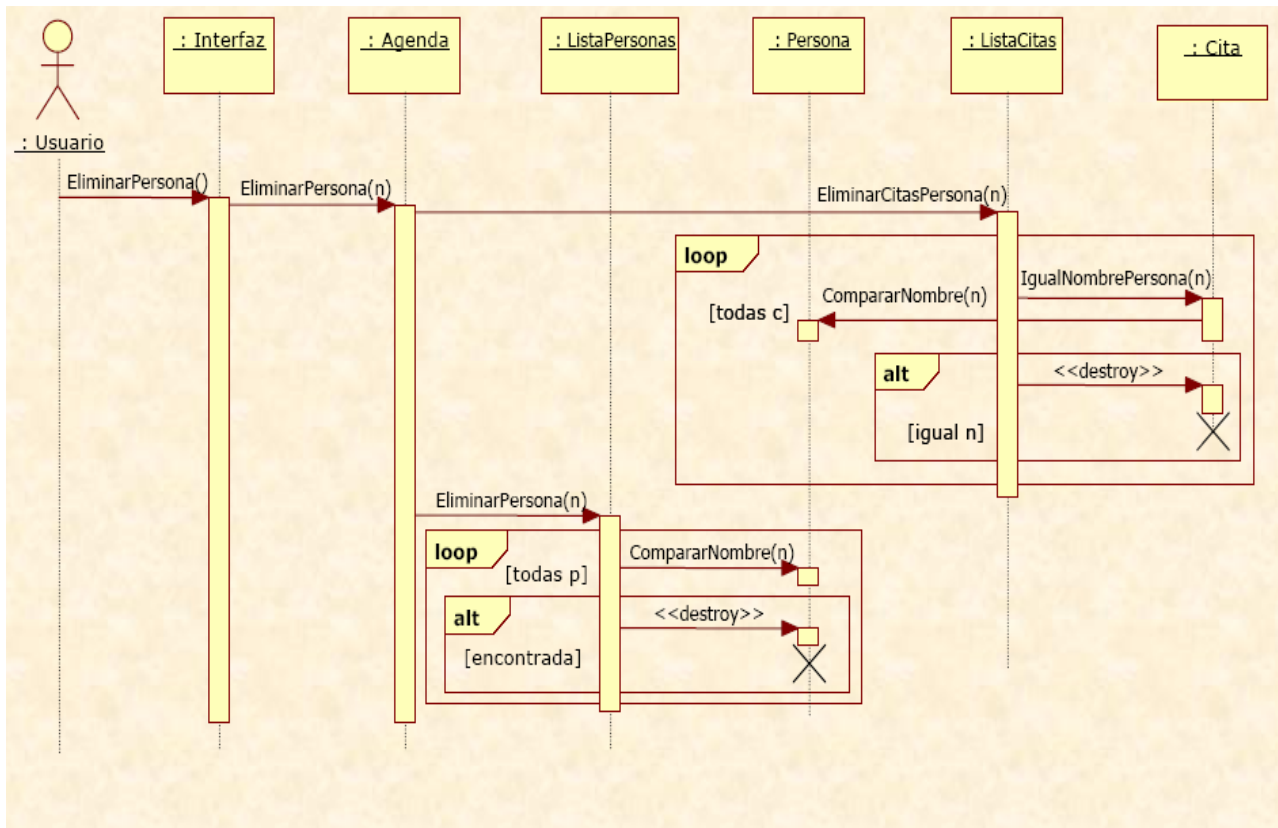 : Interfaz
: Agenda
: ListaPersonas
: Persona
: ListaCitas
: Cita
: Usuario
EliminarPersona()
EliminarPersona(n)
EliminarCitasPersona(n)
loop
[todas c]
IgualNombrePersona(n)
CompararNombre(n)
alt
<<destroy>>
[igual n]
EliminarPersona(n)
loop
[todas p]
CompararNombre(n)
alt
<<destroy>>
[encontrada]